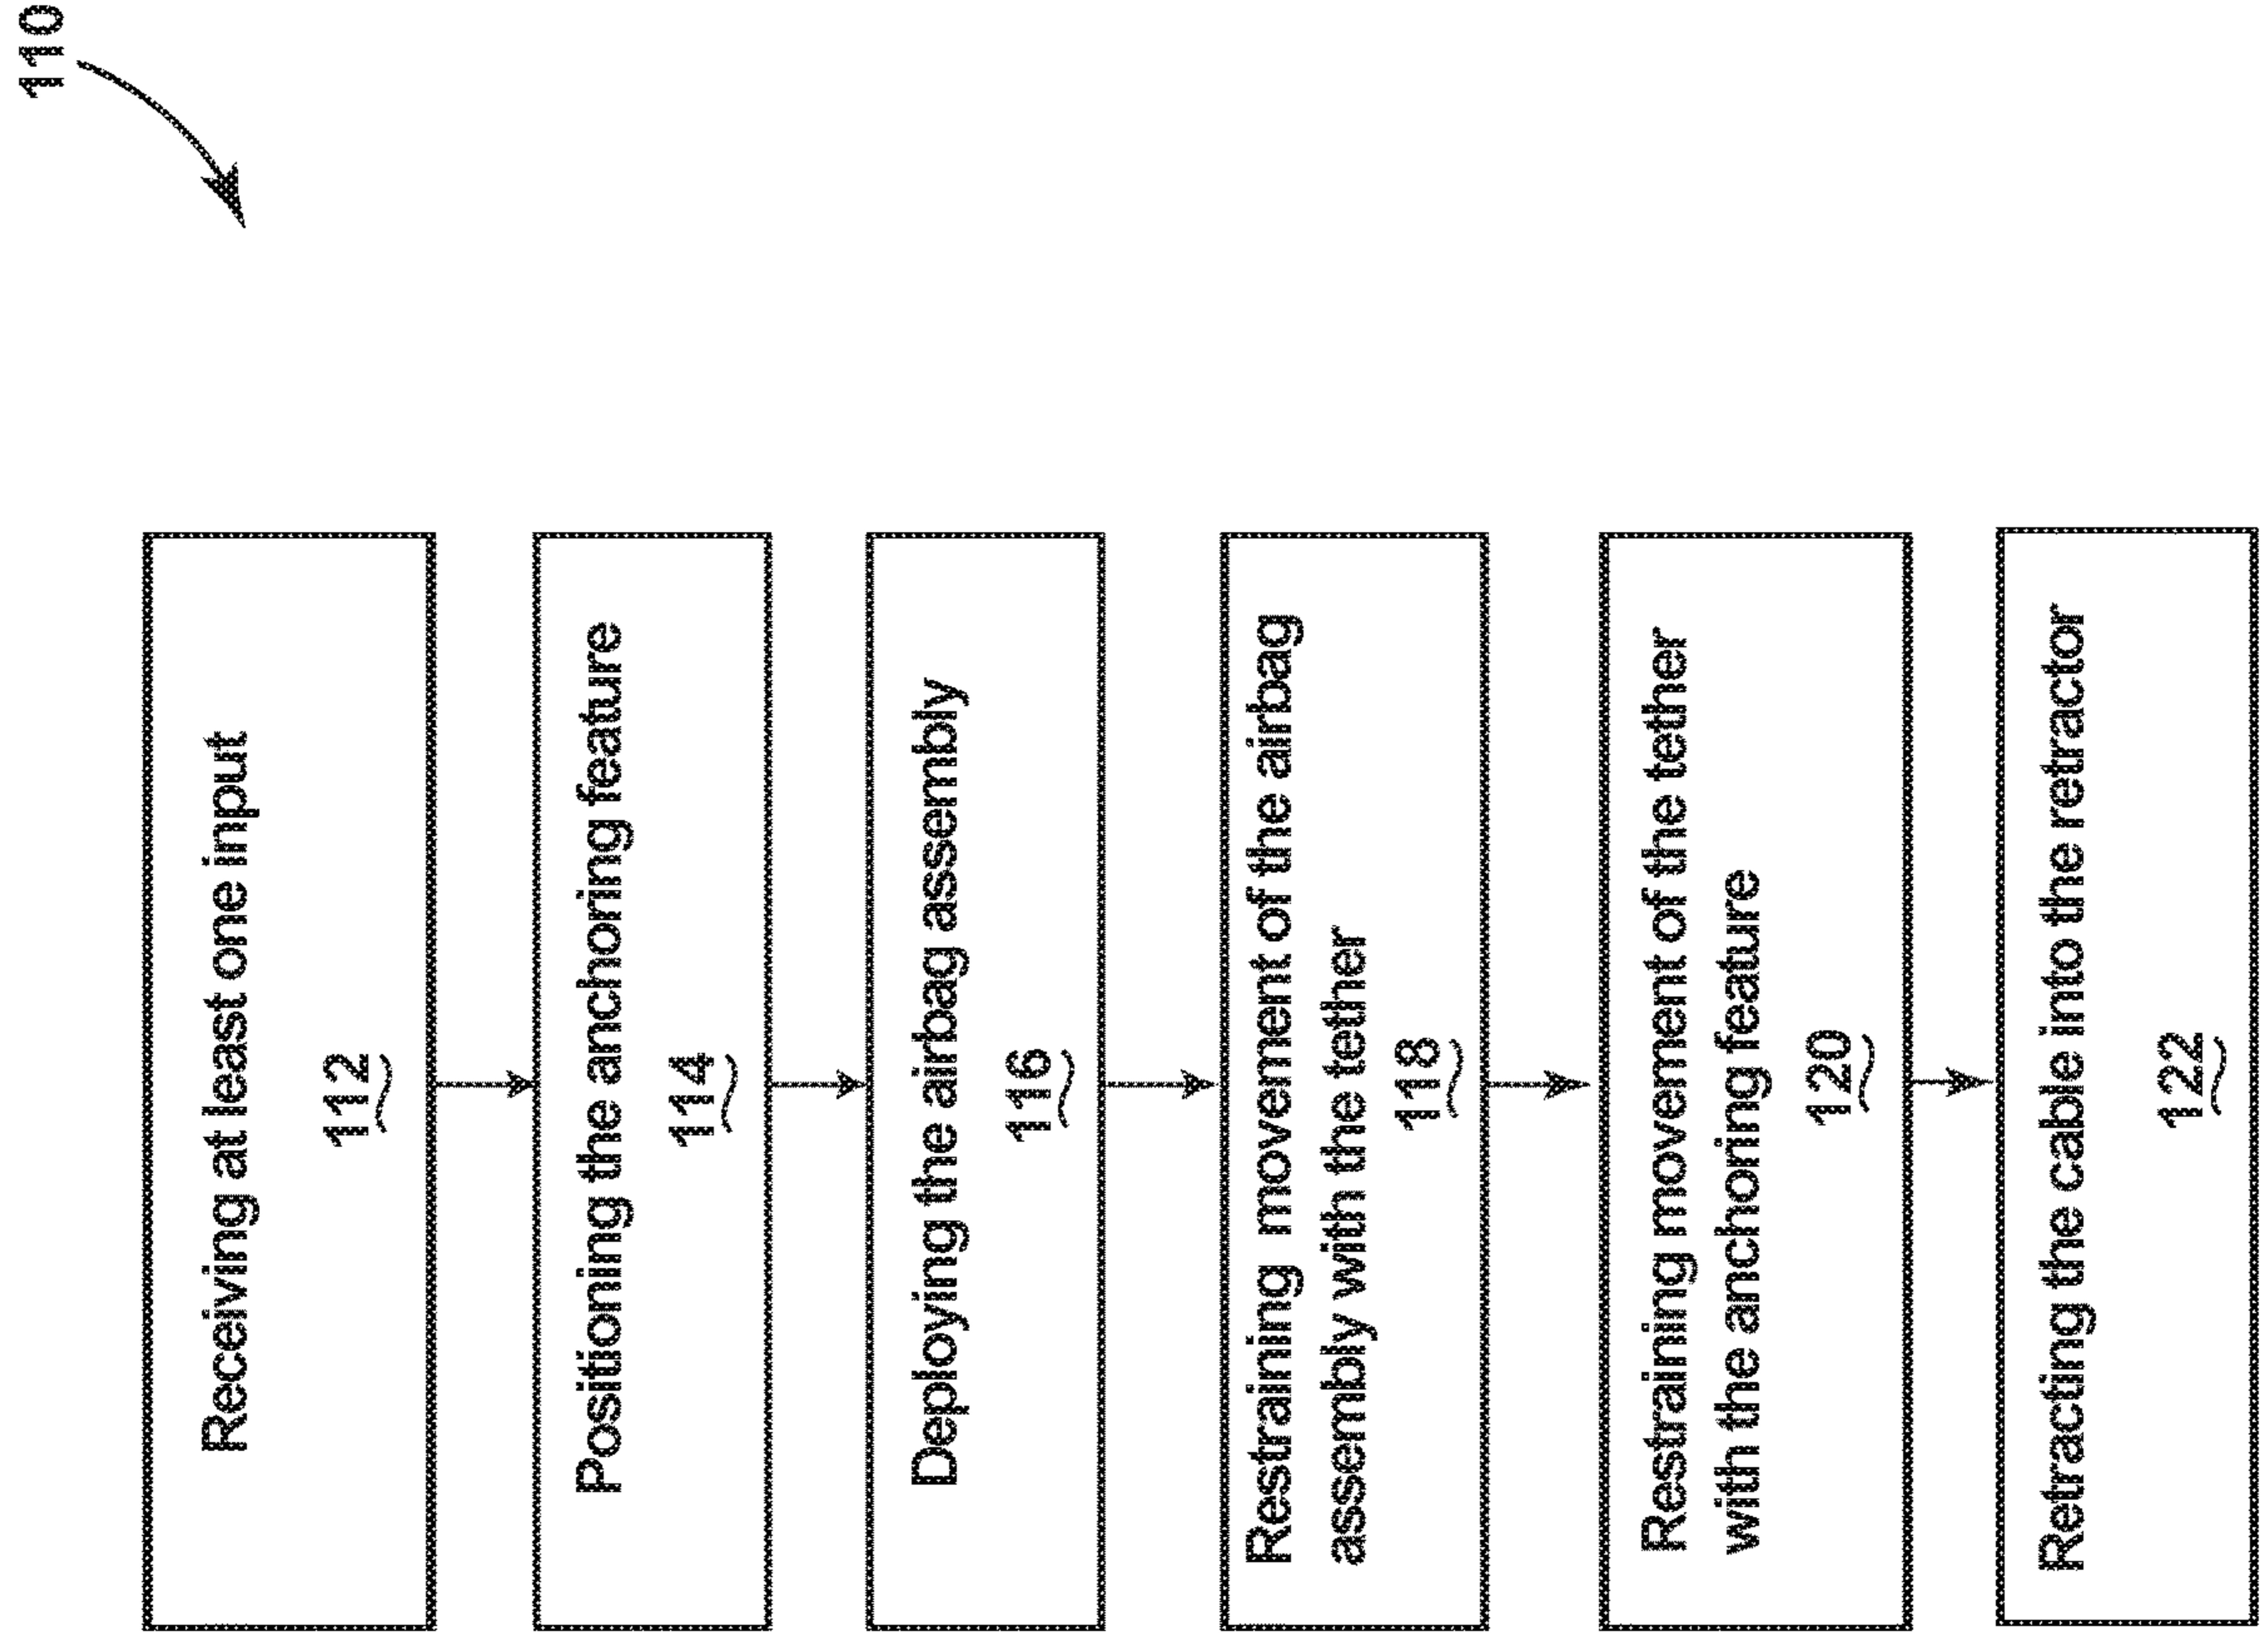 110
Receiving at least one input
112
Positioning the anchoring feature
114
Deploying the airbag assembly
116
Restraining movement of the airbag
assembly with the tether
118
Restraining movement of the tether
with the anchoring feature
120
Retracting the cable into the retractor
122